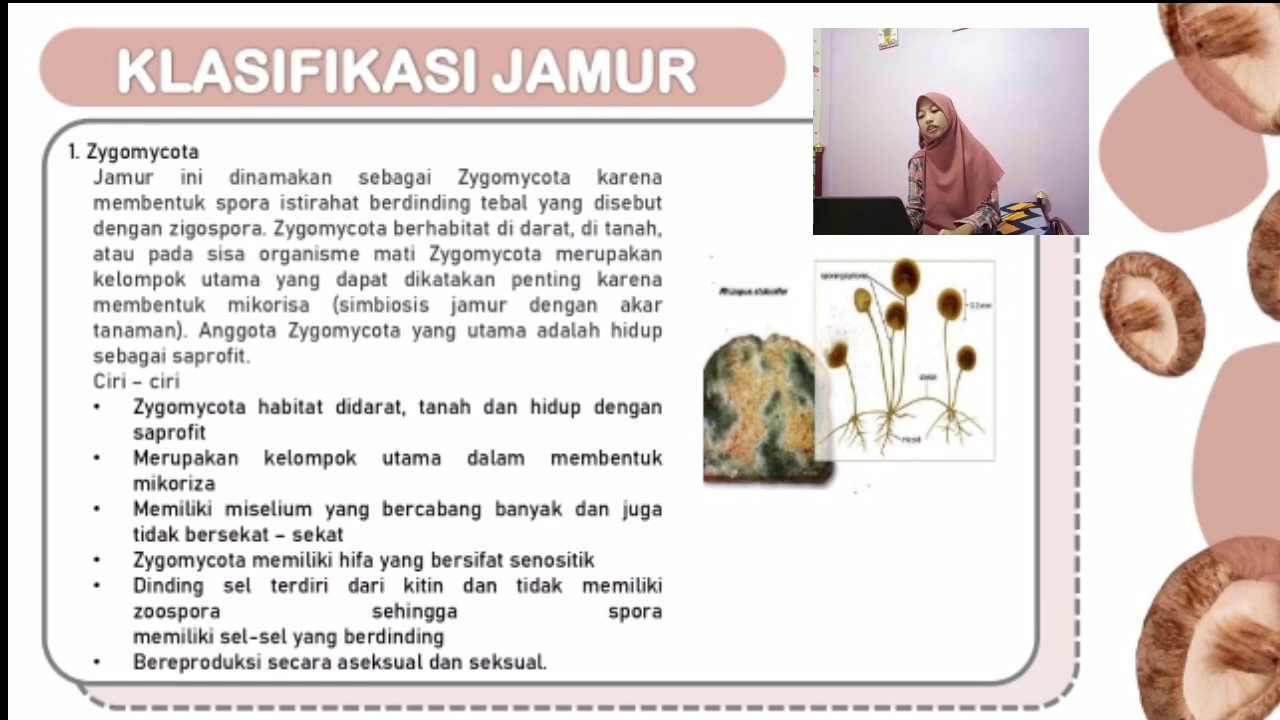 KLASIFIKASI JAMUR
1. Zygomycota
Jamur ini dinamakan sebagai Zygomycota karena
membentuk spora istirahat berdinding tebal yang disebut
dengan zigospora. Zygomycota berhabitat di darat, di tanah,
atau pada sisa organisme mati Zygomycota merupakan
kelompok utama yang dapat dikatakan penting karena
membentuk mikorisa (simbiosis jamur dengan akar
tanaman). Anggota Zygomycota yang utama adalah hidup
sebagai saprofit.
Ciri – ciri
• Zygomycota habitat didarat, tanah dan hidup dengan
saprofit
• Merupakan kelompok utama dalam membentuk
mikoriza
• Memiliki miselium yang bercabang banyak dan juga
tidak bersekat – sekat
• Zygomycota memiliki hifa yang bersifat senositik
• Dinding sel terdiri dari kitin dan tidak memiliki
zoospora sehingga spora
memiliki sel-sel yang berdinding
• Bereproduksi secara aseksual dan seksual.
Rhizopus stolonifer